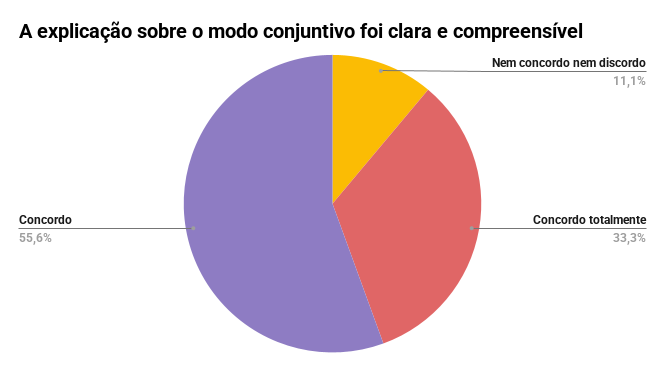 A explicação sobre o modo conjuntivo foi clara e compreensível
Nem concordo nem discordo
11,1%
Concordo
55,6%
Concordo totalmente
33,3%